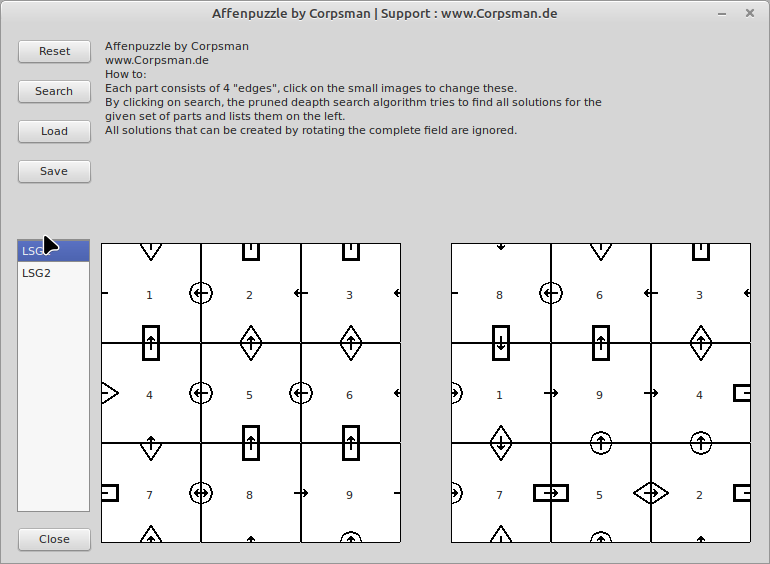 Affenpuzzle by Corpsman | Support : www.Corpsman.de
Reset
Search
Load
Save
Affenpuzzle by Corpsman
www.Corpsman.de
How to:
Each part consists of 4 "edges", click on the small images to change these.
By clicking on search, the pruned deapth search algorithm tries to find all solutions for the
given set of parts and lists them on the left.
All solutions that can be created by rotating the complete field are ignored.
LSG2
Close
1 2 3
4 5 6
7 8 9
8 6 3
1 9 4
7 5 2